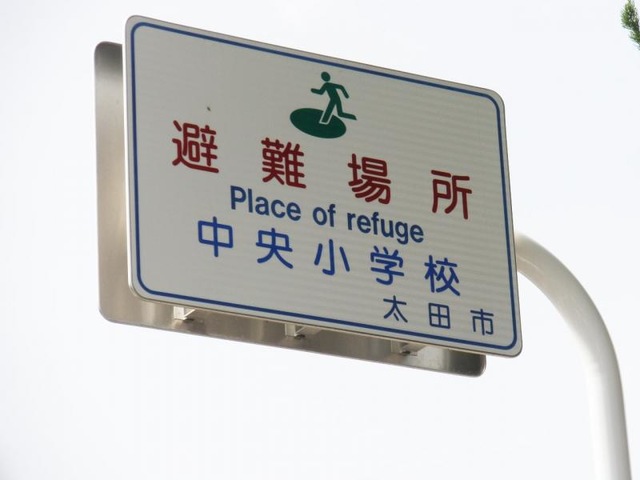 避難場所
Place of refuge
中央小学校
太田市